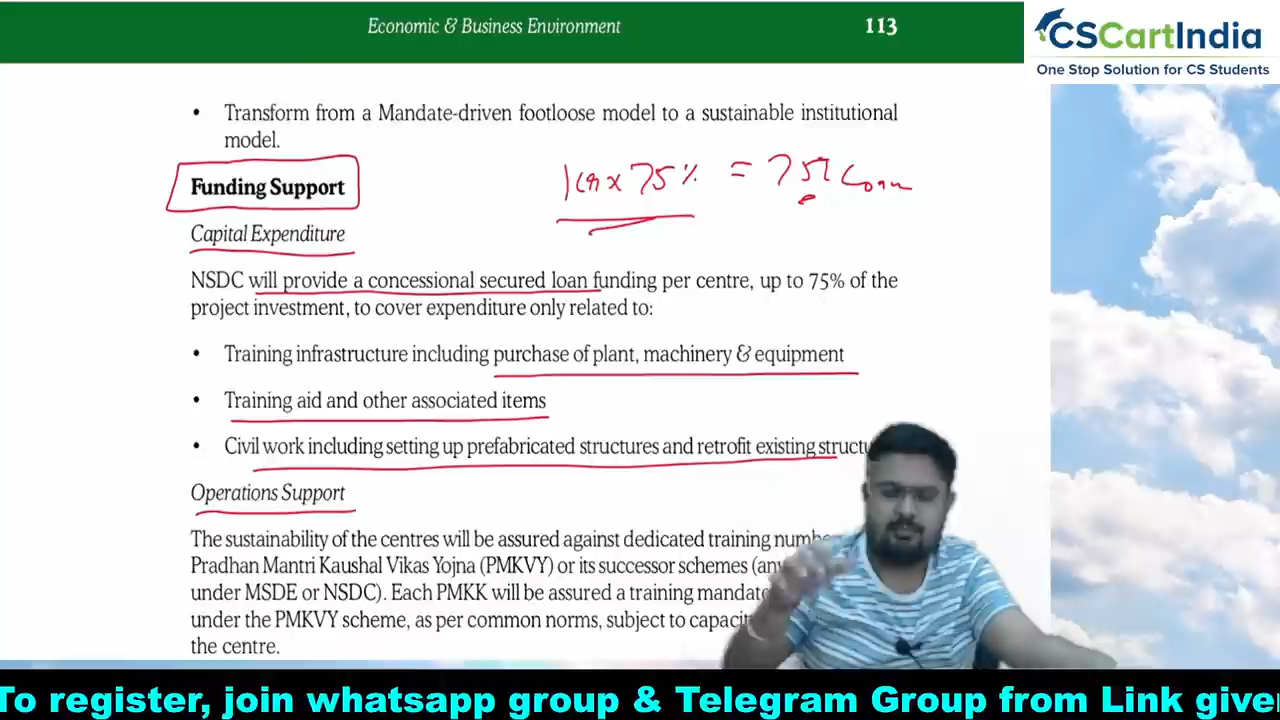 Economic & Business Environment 113
CSCartIndia
One Stop Solution for CS Students
• Transform from a Mandate-driven footloose model to a sustainable institutional
model.
1cr x 75% = 75L Loan
Funding Support
Capital Expenditure
NSDC will provide a concessional secured loan funding per centre, up to 75% of the
project investment, to cover expenditure only related to:
• Training infrastructure including purchase of plant, machinery & equipment
• Training aid and other associated items
• Civil work including setting up prefabricated structures and retrofit existing
Operations Support
The sustainability of the centres will be assured against dedicated training
Pradhan Mantri Kaushal Vikas Yojna (PMKVY) or its successor schemes
under MSDE or NSDC). Each PMKK will be assured a training
under the PMKVY scheme, as per common norms, subject to
the centre.
To register, join whatsapp group & Telegram Group from Link